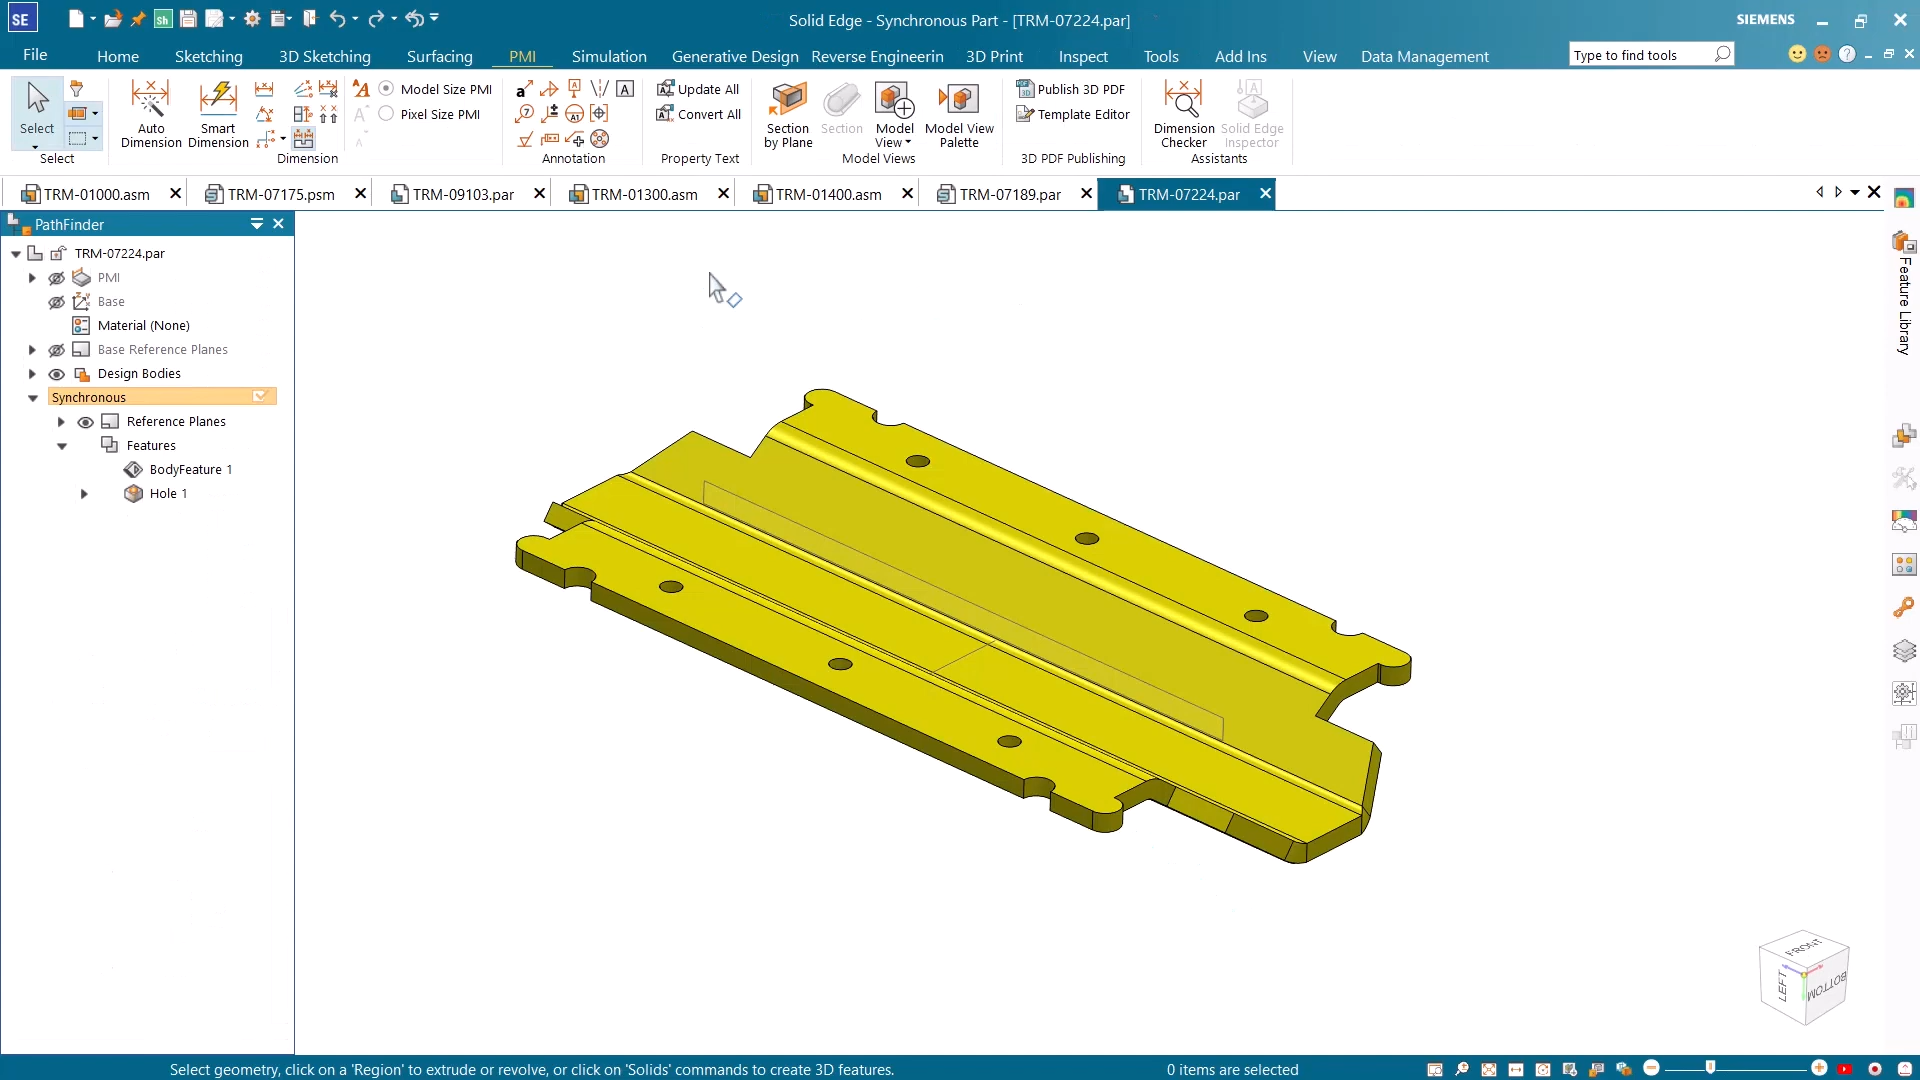 SE
Sh
Solid Edge - Synchronous Part - [TRM-07224.par]
SIEMENS
File
Home
Sketching
3D Sketching
Surfacing
PMI
Simulation
Generative Design
Reverse Engineerin
3D Print
Inspect
Tools
Add Ins
View
Data Management
Type to find tools
Select
Auto
Dimension
Smart
Dimension
Model Size PMI
Pixel Size PMI
Update All
Convert All
Section
by Plane
Section
Model
View
Model View
Palette
Publish 3D PDF
Template Editor
Dimension
Checker
Solid Edge
Inspector
Select
Dimension
Annotation
Property Text
Model Views
3D PDF Publishing
Assistants
TRM-01000.asm
TRM-07175.psm
TRM-09103.par
TRM-01300.asm
TRM-01400.asm
TRM-07189.par
TRM-07224.par
PathFinder
TRM-07224.par
PMI
Base
Material (None)
Base Reference Planes
Design Bodies
Synchronous
Reference Planes
Features
BodyFeature 1
Hole 1
Feature Library
FRONT
LEFT
BOTTOM
Select geometry, click on a 'Region' to extrude or revolve, or click on 'Solids' commands to create 3D features.
0 items are selected